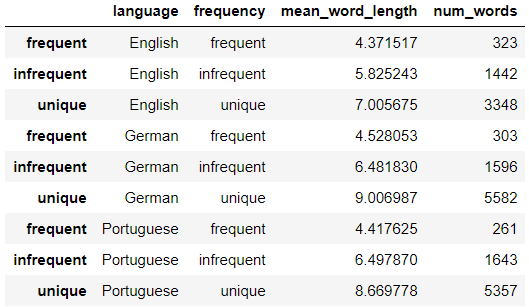 language frequency mean_word_length num_words
frequent English frequent 4.371517 323
infrequent English infrequent 5.825243 1442
unique English unique 7.005675 3348
frequent German frequent 4.528053 303
infrequent German infrequent 6.481830 1596
unique German unique 9.006987 5582
frequent Portuguese frequent 4.417625 261
infrequent Portuguese infrequent 6.497870 1643
unique Portuguese unique 8.669778 5357